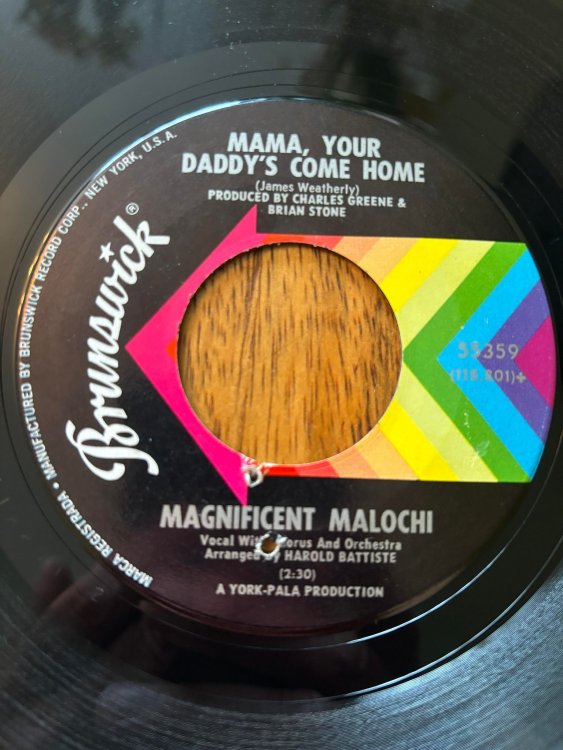 MAMA, YOUR
DADDY'S COME HOME
(James Weatherly)
PRODUCED BY CHARLES GREENE &
BRIAN STONE
Brunswick®
MARCA REGISTRADA • MANUFACTURED BY BRUNSWICK RECORD CORP., NEW YORK, U.S.A.
55359
(118,801)+
MAGNIFICENT MALOCHI
Vocal With Chorus And Orchestra
Arranged by HAROLD BATTISTE
(2:30)
A YORK-PALA PRODUCTION